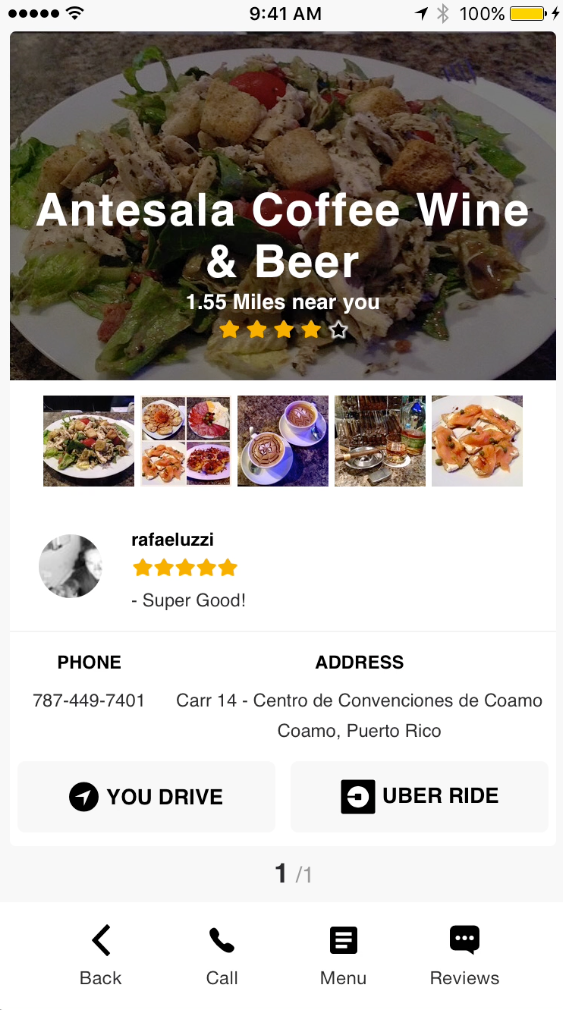 9:41 AM 100%
Antesala Coffee Wine
& Beer
1.55 Miles near you
rafaeluzzi
- Super Good!
PHONE ADDRESS
787-449-7401 Carr 14 - Centro de Convenciones de Coamo
Coamo, Puerto Rico
YOU DRIVE UBER RIDE
1 /1
Back Call Menu Reviews